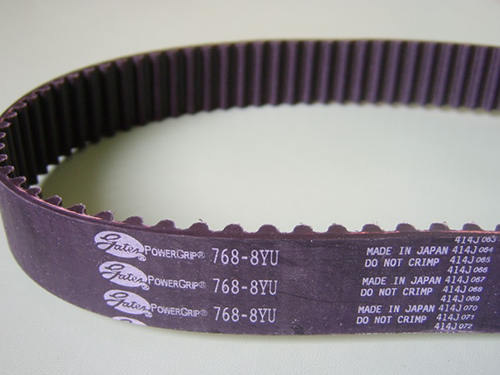 414J 063
Gates POWERGRIP® 768-8YU MADE IN JAPAN 414J 064
DO NOT CRIMP 414J 065
414J 066
Gates POWERGRIP® 768-8YU MADE IN JAPAN 414J 067
DO NOT CRIMP 414J 068
414J 069
Gates POWERGRIP® 768-8YU MADE IN JAPAN 414J 070
DO NOT CRIMP 414J 071
414J 072